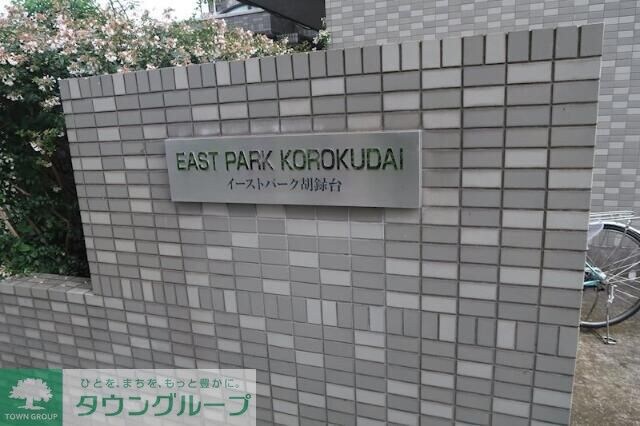 EAST PARK KOROKUDAI
イーストパーク胡録台
ひとを、まちを、もっと豊かに。
タウングループ
TOWN GROUP